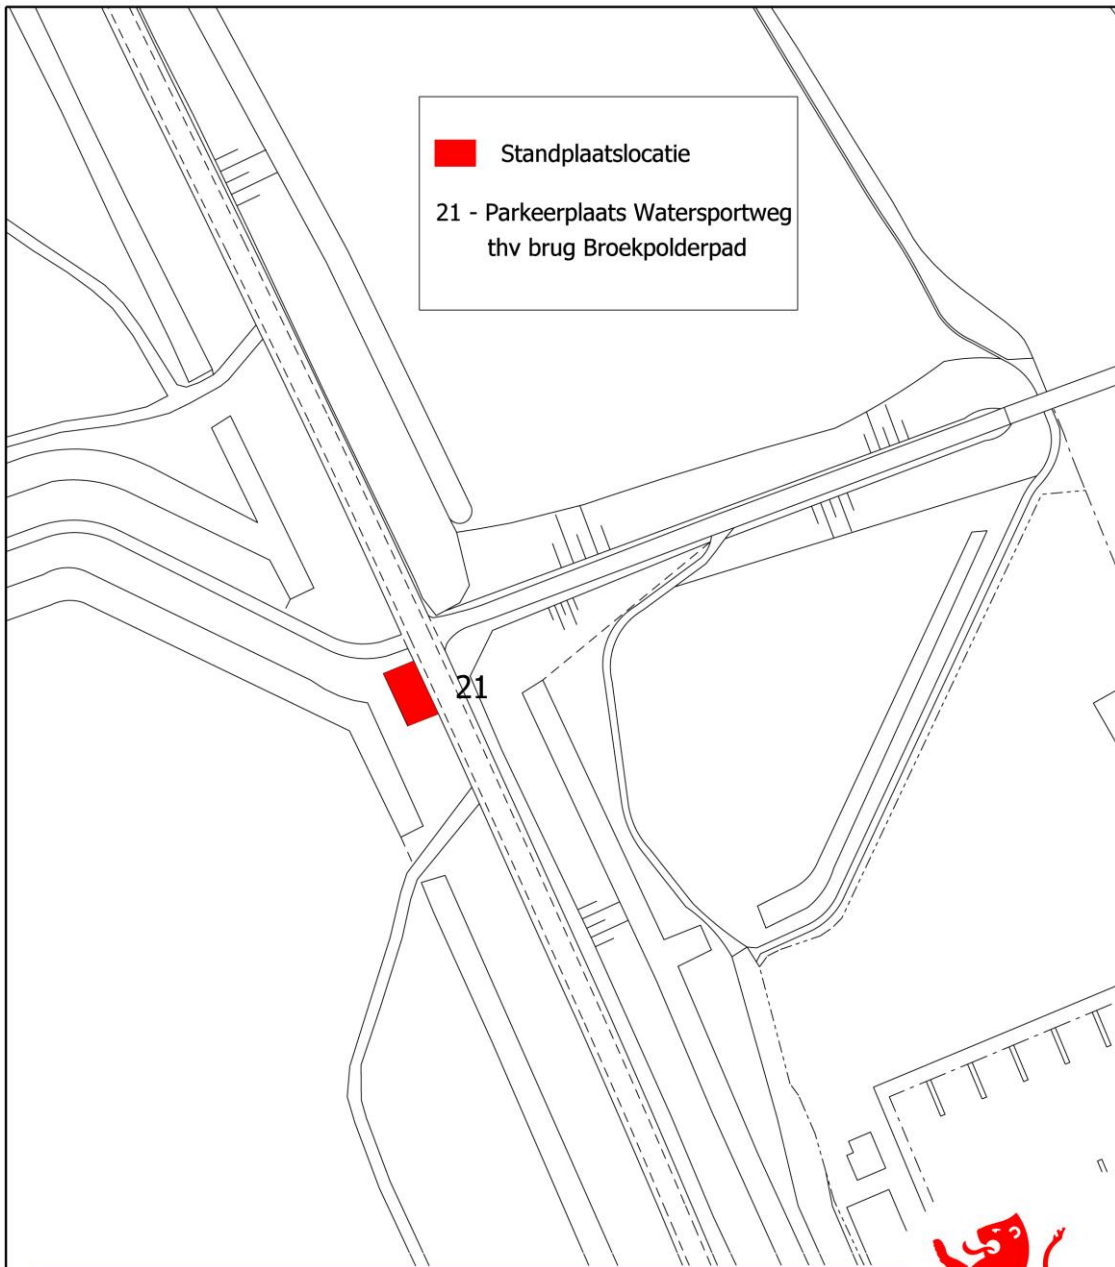 Standplaatslocatie
21 - Parkeerplaats Watersportweg
thv brug Broekpolderpad
21